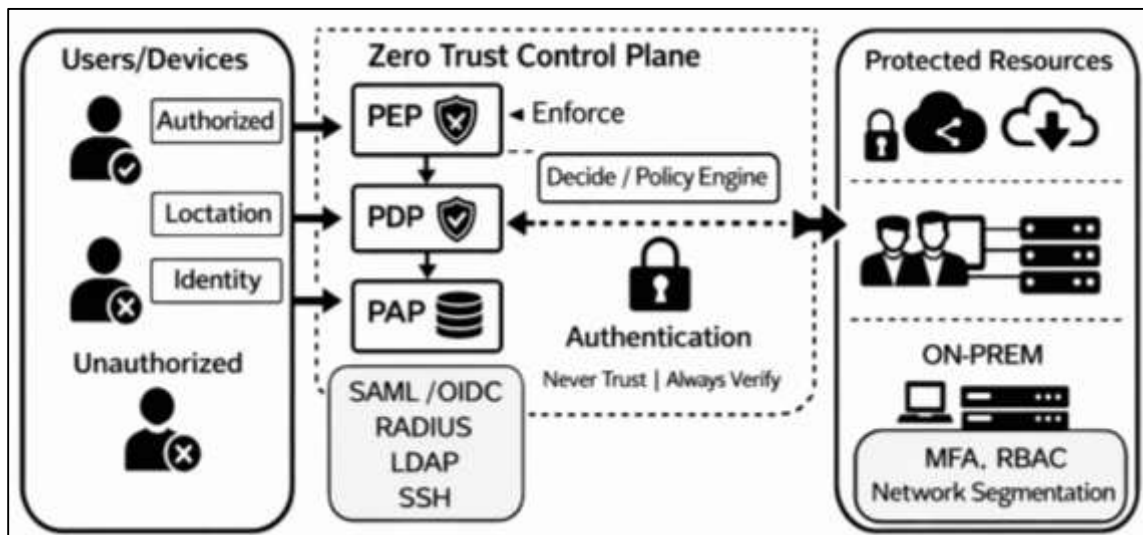 Users/Devices
Authorized
Loctation
Identity
Unauthorized
Zero Trust Control Plane
PEP
Enforce
Decide / Policy Engine
PDP
PAP
Authentication
Never Trust | Always Verify
SAML /OIDC
RADIUS
LDAP
SSH
Protected Resources
ON-PREM
MFA, RBAC
Network Segmentation